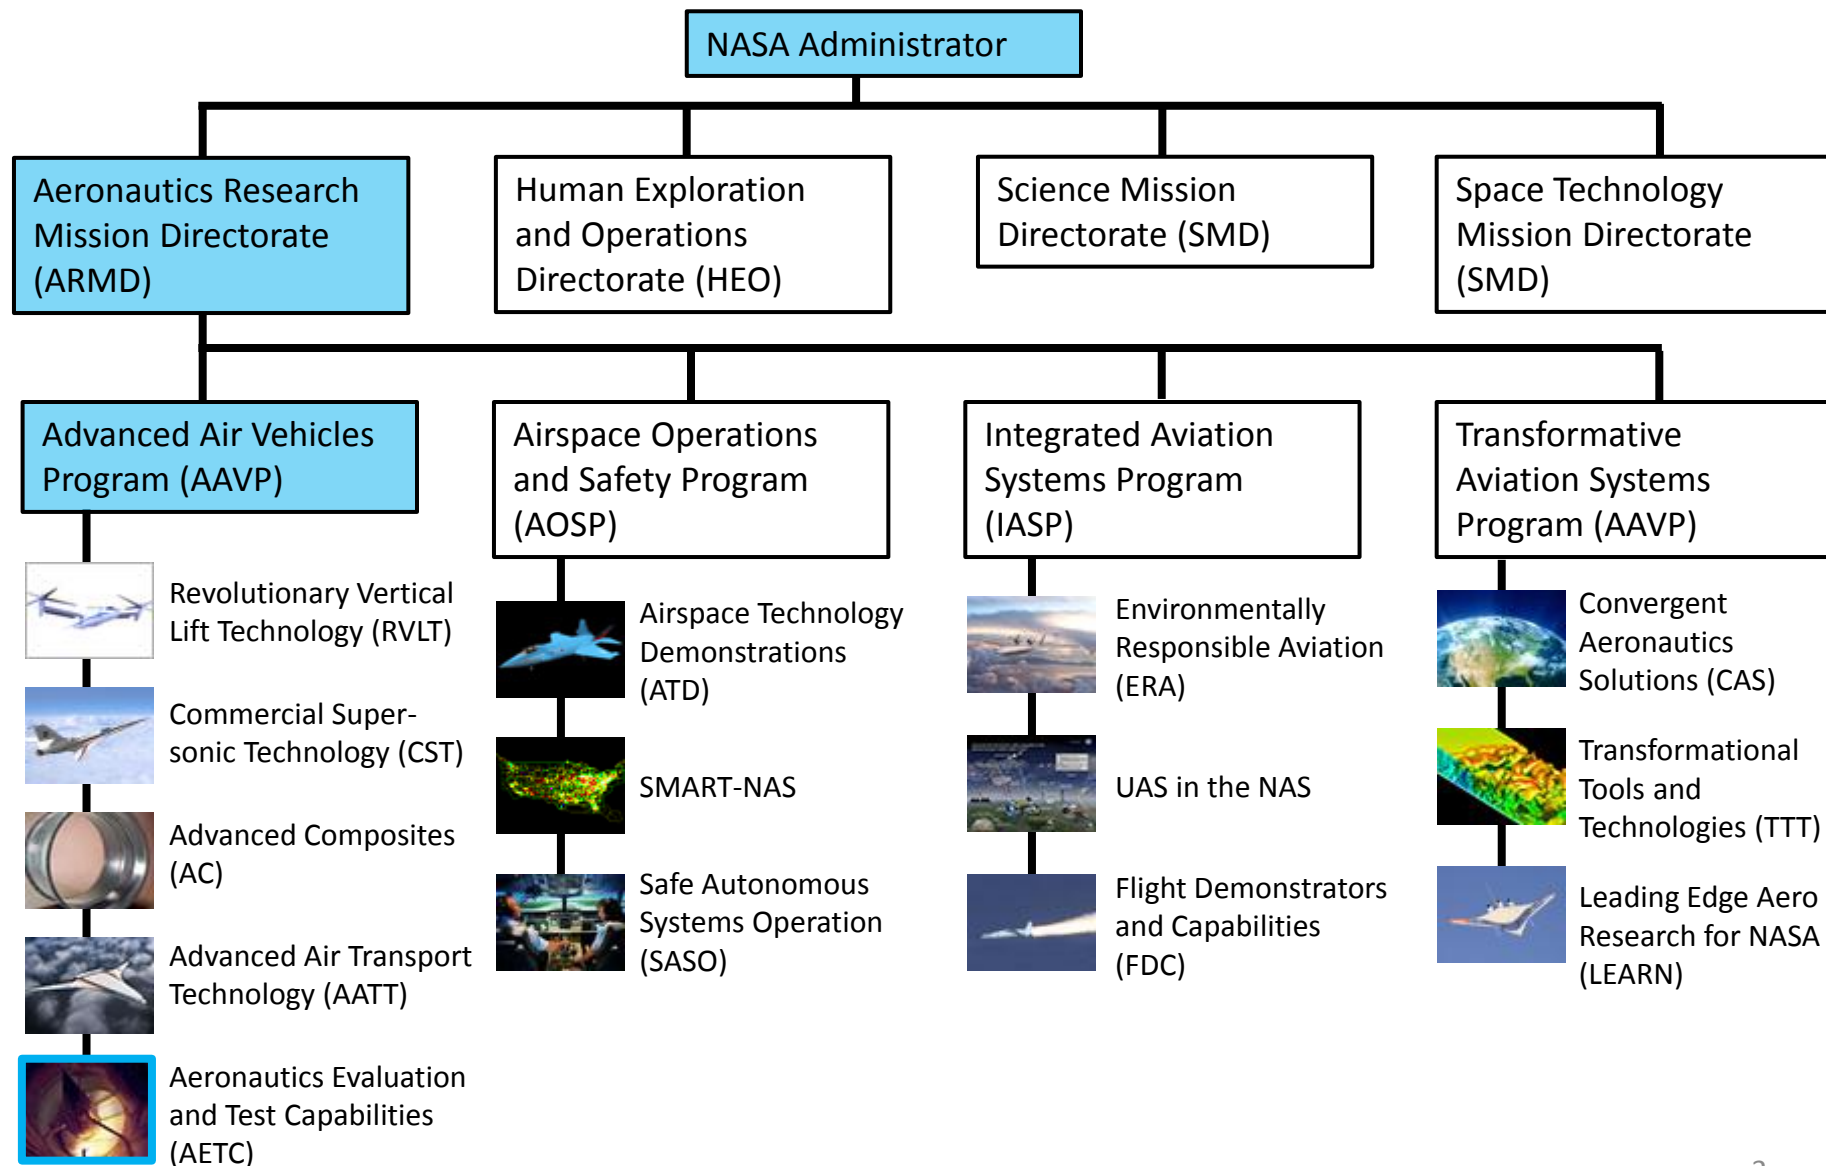 NASA Administrator
Aeronautics Research
Mission Directorate
(ARMD)
Human Exploration
and Operations
Directorate (HEO)
Science Mission
Directorate (SMD)
Space Technology
Mission Directorate
(SMD)
Advanced Air Vehicles
Program (AAVP)
Airspace Operations
and Safety Program
(AOSP)
Integrated Aviation
Systems Program
(IASP)
Transformative
Aviation Systems
Program (AAVP)
Revolutionary Vertical
Lift Technology (RVLT)
Commercial Super-
sonic Technology (CST)
Advanced Composites
(AC)
Advanced Air Transport
Technology (AATT)
Aeronautics Evaluation
and Test Capabilities
(AETC)
Airspace Technology
Demonstrations
(ATD)
SMART-NAS
Safe Autonomous
Systems Operation
(SASO)
Environmentally
Responsible Aviation
(ERA)
UAS in the NAS
Flight Demonstrators
and Capabilities
(FDC)
Convergent
Aeronautics
Solutions (CAS)
Transformational
Tools and
Technologies (TTT)
Leading Edge Aero
Research for NASA
(LEARN)